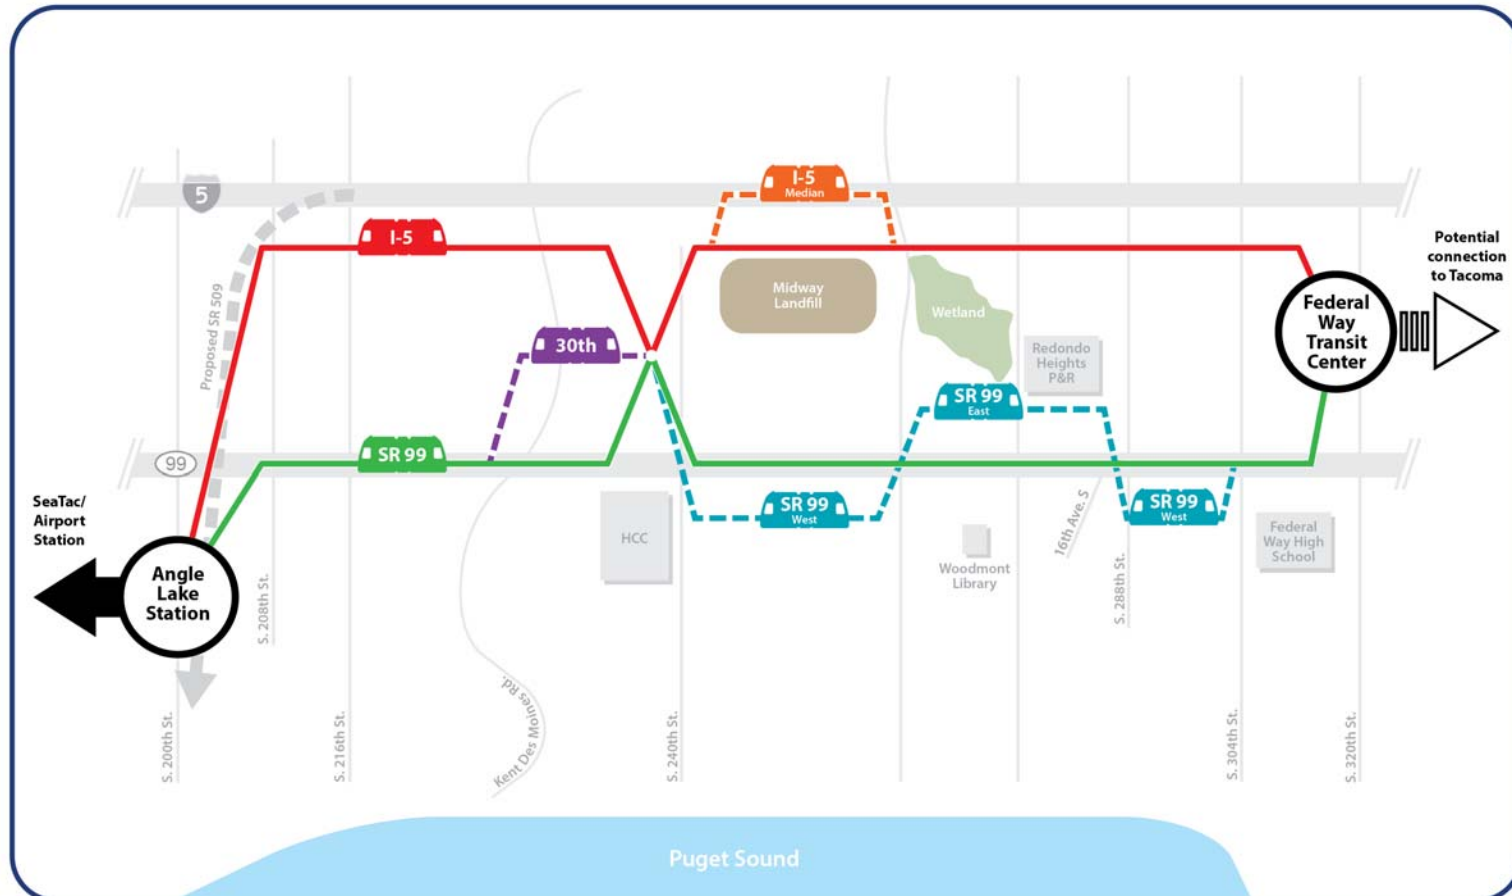 5
I-5
Median
I-5
Potential
connection
to Tacoma
Proposed SR 509
Midway
Landfill
Wetland
Federal
Way
Transit
Center
30th
Redondo
Heights
P&R
SR 99
East
99
SR 99
SeaTac/
Airport
Station
SR 99
West
SR 99
West
HCC
16th Ave. S
Federal
Way High
School
Woodmont
Library
Angle
Lake
Station
S. 208th St.
S. 288th St.
Kent Des Moines Rd.
S. 200th St.
S. 216th St.
S. 240th St.
S. 304th St.
S. 320th St.
Puget Sound